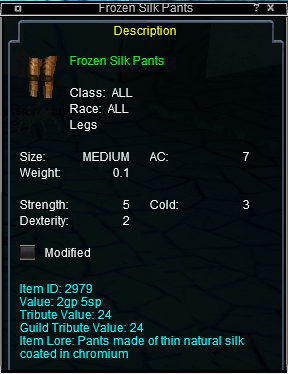 Frozen Silk Pants ? X
Description
Frozen Silk Pants
Class: ALL
Race: ALL
Legs
Size: MEDIUM AC: 7
Weight: 0.1
Strength: 5 Cold: 3
Dexterity: 2
Modified
Item ID: 2979
Value: 2gp 5sp
Tribute Value: 24
Guild Tribute Value: 24
Item Lore: Pants made of thin natural silk
coated in chromium